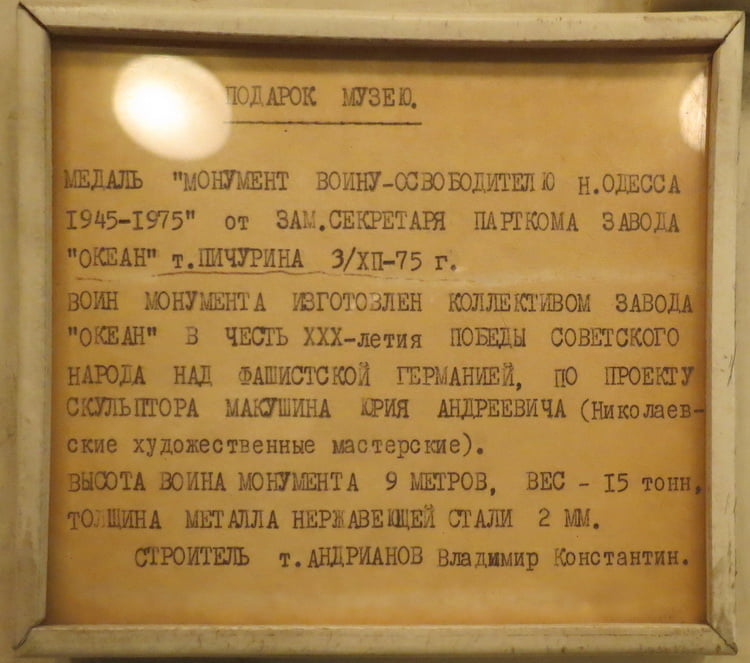 ПОДАРОК МУЗЕЮ.
МЕДАЛЬ "МОНУМЕНТ ВОИНУ-ОСВОБОДИТЕЛЮ Н.ОДЕССА
1945-1975" от ЗАМ.СЕКРЕТАРЯ ПАРТКОМА ЗАВОДА
"ОКЕАН" т.ПИЧУРИНА 3/ХП-75 г.
ВОИН МОНУМЕНТА ИЗГОТОВЛЕН КОЛЛЕКТИВОМ ЗАВОДА
"ОКЕАН" В ЧЕСТЬ ХХХ-летия ПОБЕДЫ СОВЕТСКОГО
НАРОДА НАД ФАШИСТСКОЙ ГЕРМАНИЕЙ, ПО ПРОЕКТУ
СКУЛЬПТОРА МАКУШИНА ЮРИЯ АНДРЕЕВИЧА (Николаев-
ские художественные мастерские).
ВЫСОТА ВОИНА МОНУМЕНТА 9 МЕТРОВ, ВЕС - 15 тонн,
ТОЛЩИНА МЕТАЛЛА НЕРЖАВЕЮЩЕЙ СТАЛИ 2 ММ.
СТРОИТЕЛЬ т.АНДРИАНОВ Владимир Константин.